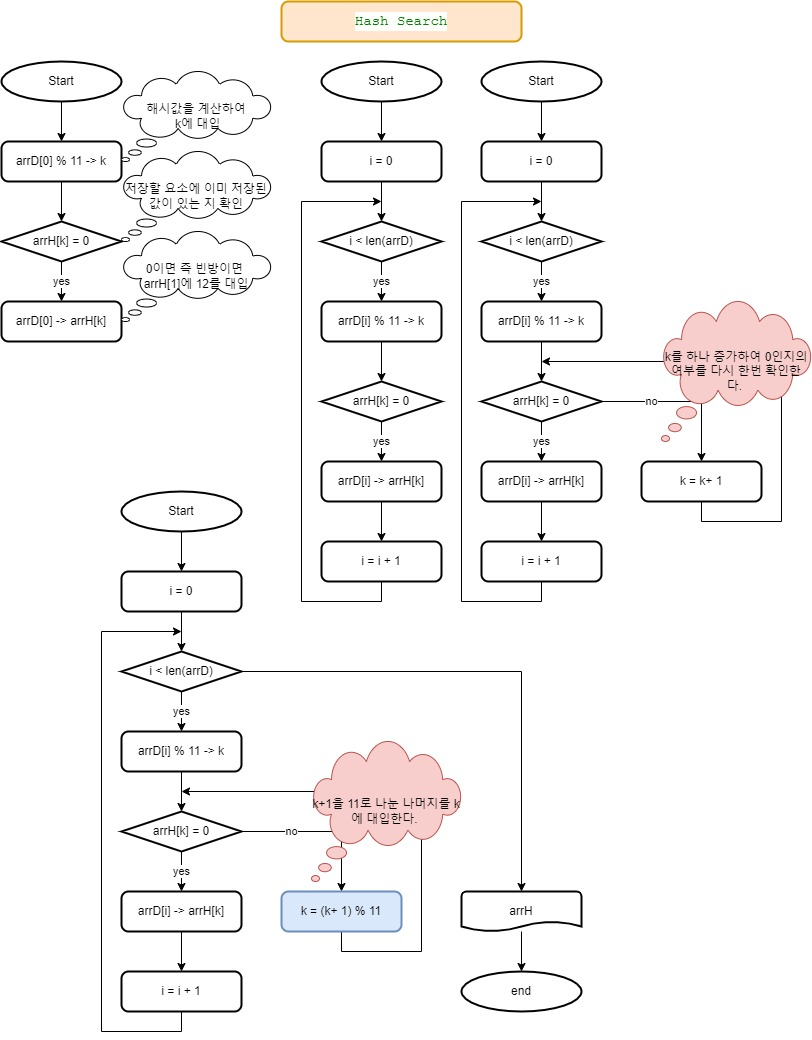 Hash Search
Start
arrD[0] % 11 -> k
arrH[k] = 0
yes
arrD[0] -> arrH[k]
해시값을 계산하여
k에 대입
저장할 요소에 이미 저장된
값이 있는 지 확인
0이면 즉 빈방이면
arrH[1]에 12를 대입
Start
i = 0
i < len(arrD)
yes
arrD[i] % 11 -> k
arrH[k] = 0
yes
arrD[i] -> arrH[k]
i = i + 1
Start
i = 0
i < len(arrD)
yes
arrD[i] % 11 -> k
arrH[k] = 0
no
yes
arrD[i] -> arrH[k]
i = i + 1
k를 하나 증가하여 0인지의
여부를 다시 한번 확인한
다.
k = k+ 1
Start
i = 0
i < len(arrD)
yes
arrD[i] % 11 -> k
arrH[k] = 0
no
yes
arrD[i] -> arrH[k]
i = i + 1
k+1을 11로 나눈 나머지를 k
에 대입한다.
k = (k+ 1) % 11
arrH
end